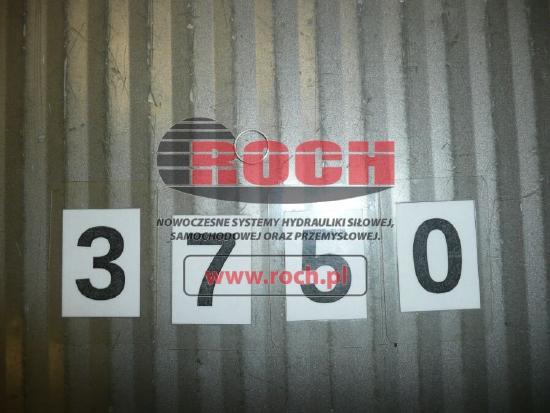 ROCH
NOWOCZESNE SYSTEMY HYDRAULIKI SIŁOWEJ,
SAMOCHODOWEJ ORAZ PRZEMYSŁOWEJ.
3 7 5 0
www.roch.pl